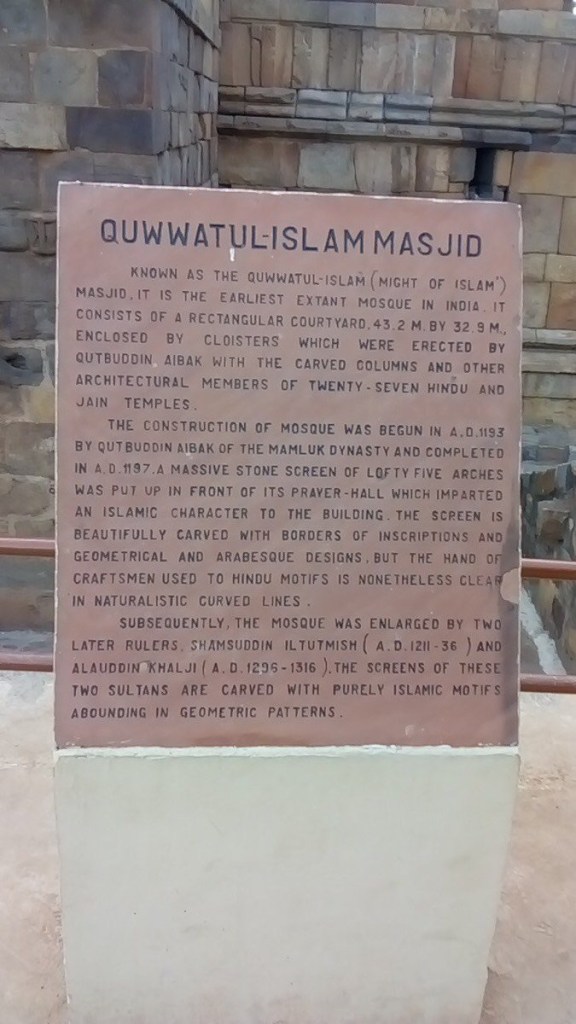 QUWWATUL-ISLAM MASJID
KNOWN AS THE QUWWATUL-ISLAM (MIGHT OF ISLAM')
MASJID, IT IS THE EARLIEST EXTANT MOSQUE IN INDIA. IT
CONSISTS OF A RECTANGULAR COURTYARD, 43.2 M. BY 32.9 M.,
ENCLOSED BY CLOISTERS WHICH WERE ERECTED BY
QUTBUDDIN AIBAK WITH THE CARVED COLUMNS AND OTHER
ARCHITECTURAL MEMBERS OF TWENTY-SEVEN HINDU AND
JAIN TEMPLES.
THE CONSTRUCTION OF MOSQUE WAS BEGUN IN A.D.1193
BY QUTBUDDIN AIBAK OF THE MAMLUK DYNASTY AND COMPLETED
IN A.D.1197. A MASSIVE STONE SCREEN OF LOFTY FIVE ARCHES
WAS PUT UP IN FRONT OF ITS PRAYER-HALL WHICH IMPARTED
AN ISLAMIC CHARACTER TO THE BUILDING. THE SCREEN IS
BEAUTIFULLY CARVED WITH BORDERS OF INSCRIPTIONS AND
GEOMETRICAL AND ARABESQUE DESIGNS, BUT THE HAND OF
CRAFTSMEN USED TO HINDU MOTIFS IS NONETHELESS CLEAR
IN NATURALISTIC CURVED LINES.
SUBSEQUENTLY, THE MOSQUE WAS ENLARGED BY TWO
LATER RULERS, SHAMSUDDIN ILTUTMISH (A.D.1211-36) AND
ALAUDDIN KHALJI (A.D.1296-1316). THE SCREENS OF THESE
TWO SULTANS ARE CARVED WITH PURELY ISLAMIC MOTIFS
ABOUNDING IN GEOMETRIC PATTERNS.